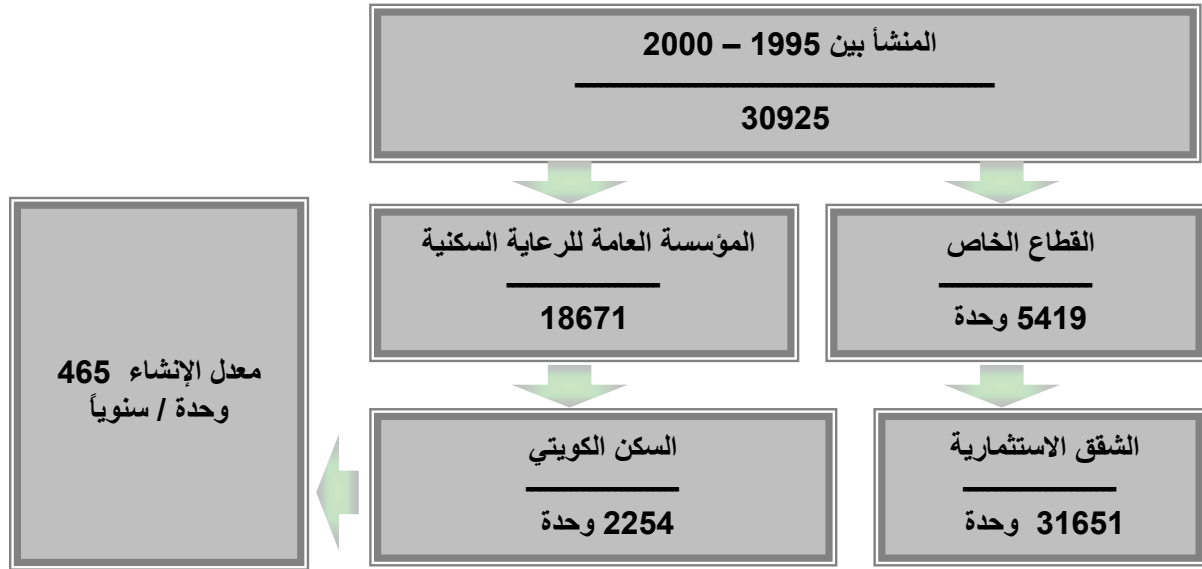 المنشأ بين 1995 – 2000
30925
القطاع الخاص
5419 وحدة
المؤسسة العامة للرعاية السكنية
18671
الشقق الاستثمارية
31651 وحدة
السكن الكويتي
2254 وحدة
معدل الإنشاء 465
وحدة / سنوياً